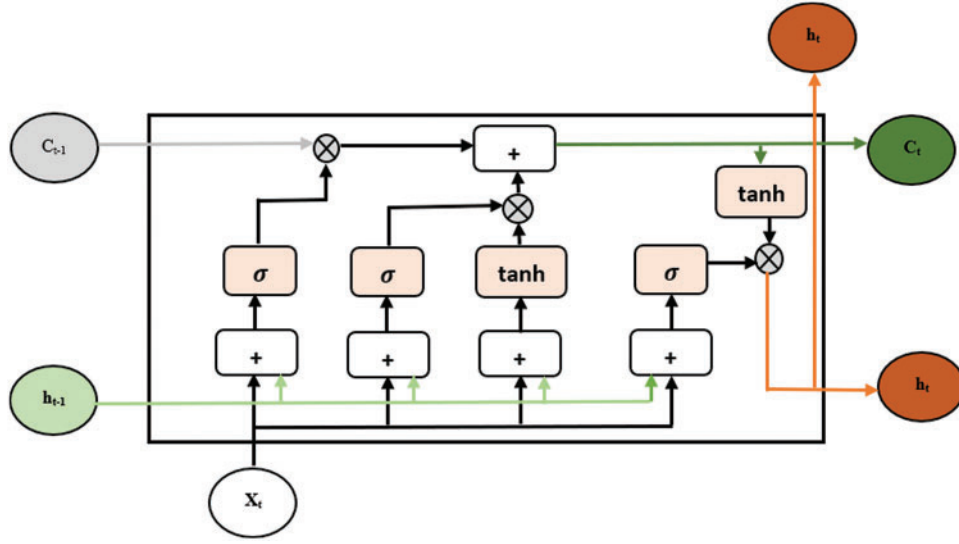 hₜ
Cₜ₋₁
+
Cₜ
tanh
σ
σ
tanh
σ
+
+
+
+
hₜ₋₁
hₜ
Xₜ